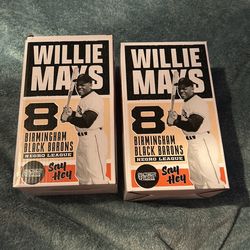 WILLIE
MAYS
8
BIRMINGHAM
BLACK BARONS
NEGRO LEAGUE
Say Hey
WILLIE
MAYS
8
BIRMINGHAM
BLACK BARONS
NEGRO LEAGUE
Say Hey